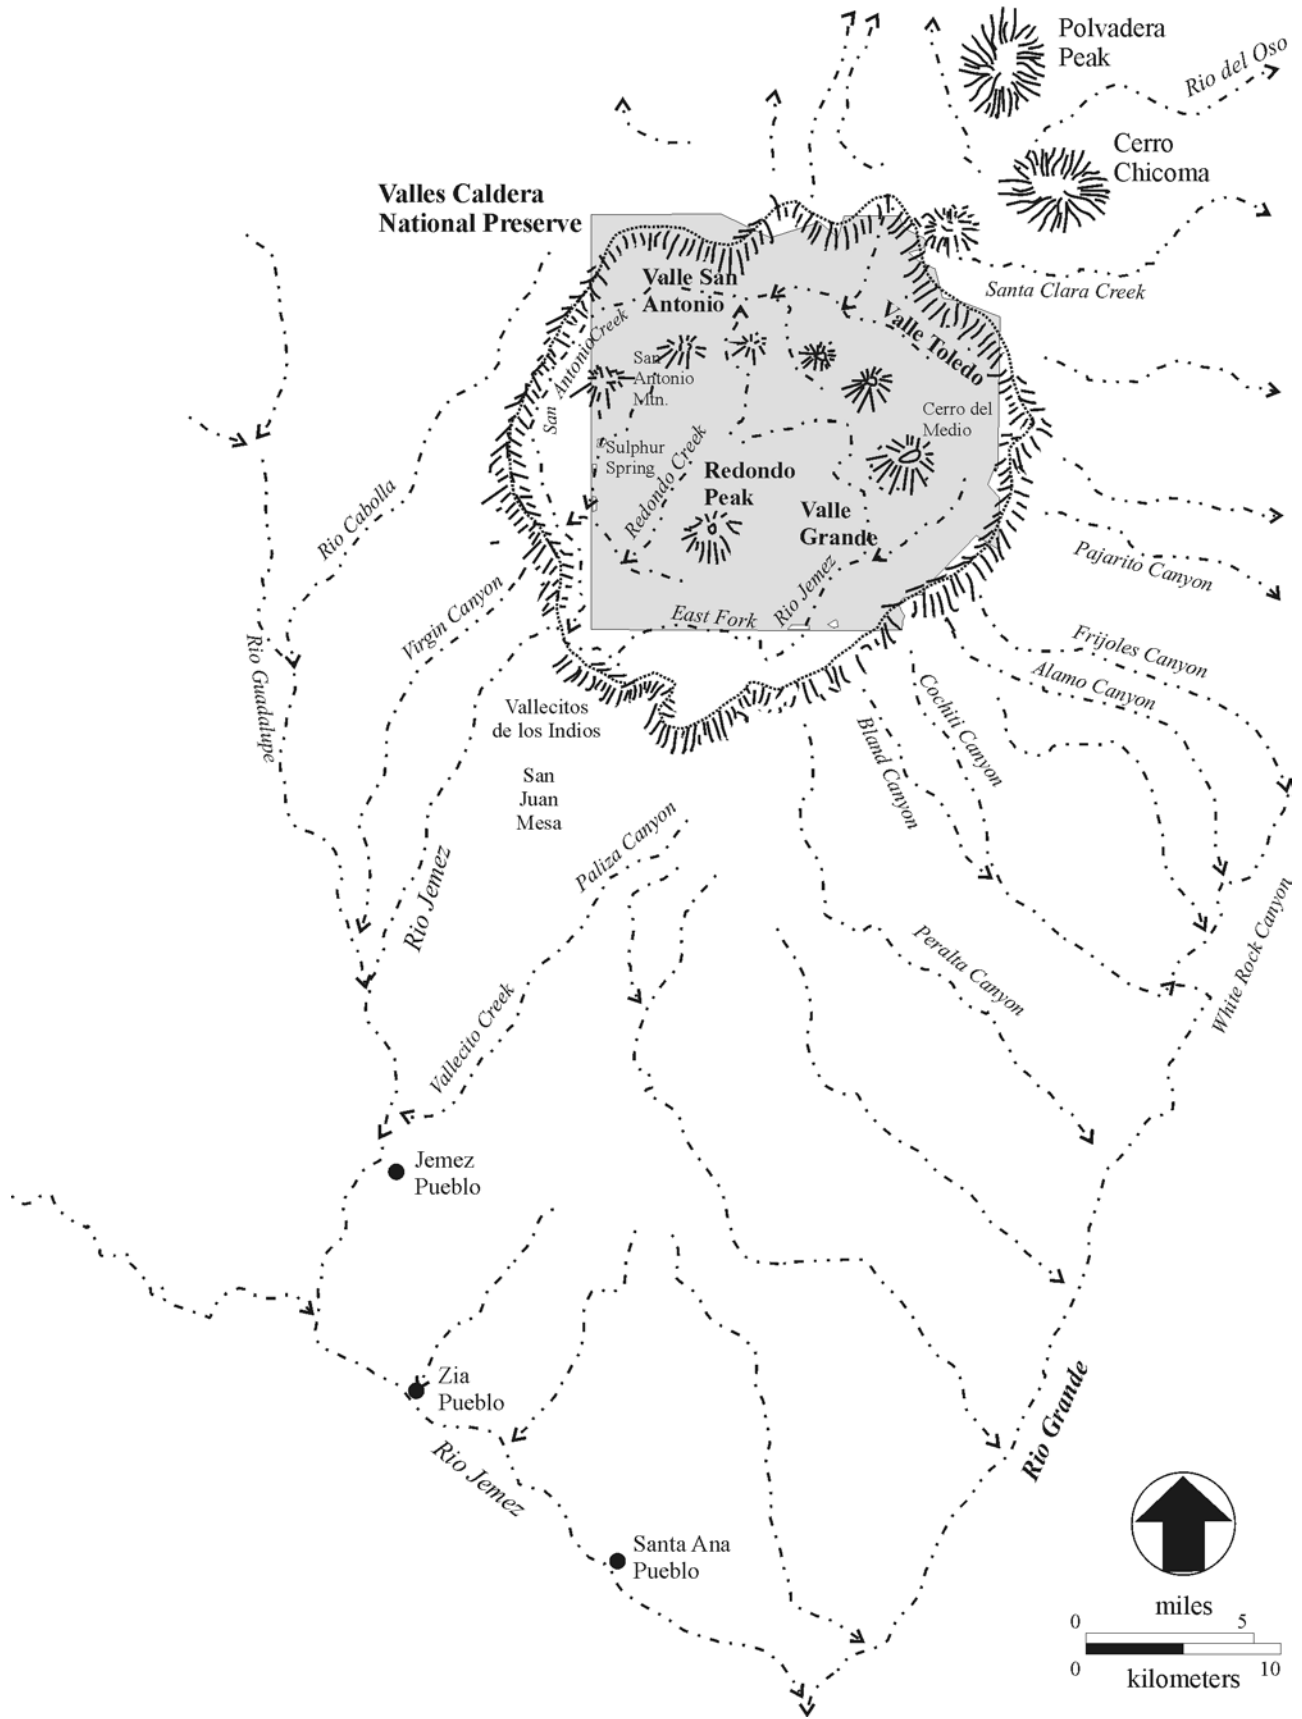 Polvadera
Peak
Rio del Oso
Cerro
Chicoma
Valles Caldera
National Preserve
Valle San
Antonio
Santa Clara Creek
Valle Toledo
San Antonio Creek
San
Antonio
Mtn.
Cerro del
Medio
Sulphur
Spring
Redondo Creek
Redondo
Peak
Valle
Grande
Rio Cabolla
Pajarito Canyon
Virgin Canyon
East Fork
Rio Jemez
Frijoles Canyon
Alamo Canyon
Rio Guadalupe
Cochiti Canyon
Vallecitos
de los Indios
Bland Canyon
San
Juan
Mesa
Paliza Canyon
Rio Jemez
White Rock Canyon
Peralta Canyon
Vallecito Creek
Jemez
Pueblo
Zia
Pueblo
Rio Grande
Rio Jemez
Santa Ana
Pueblo
miles
0 5
0 10
kilometers